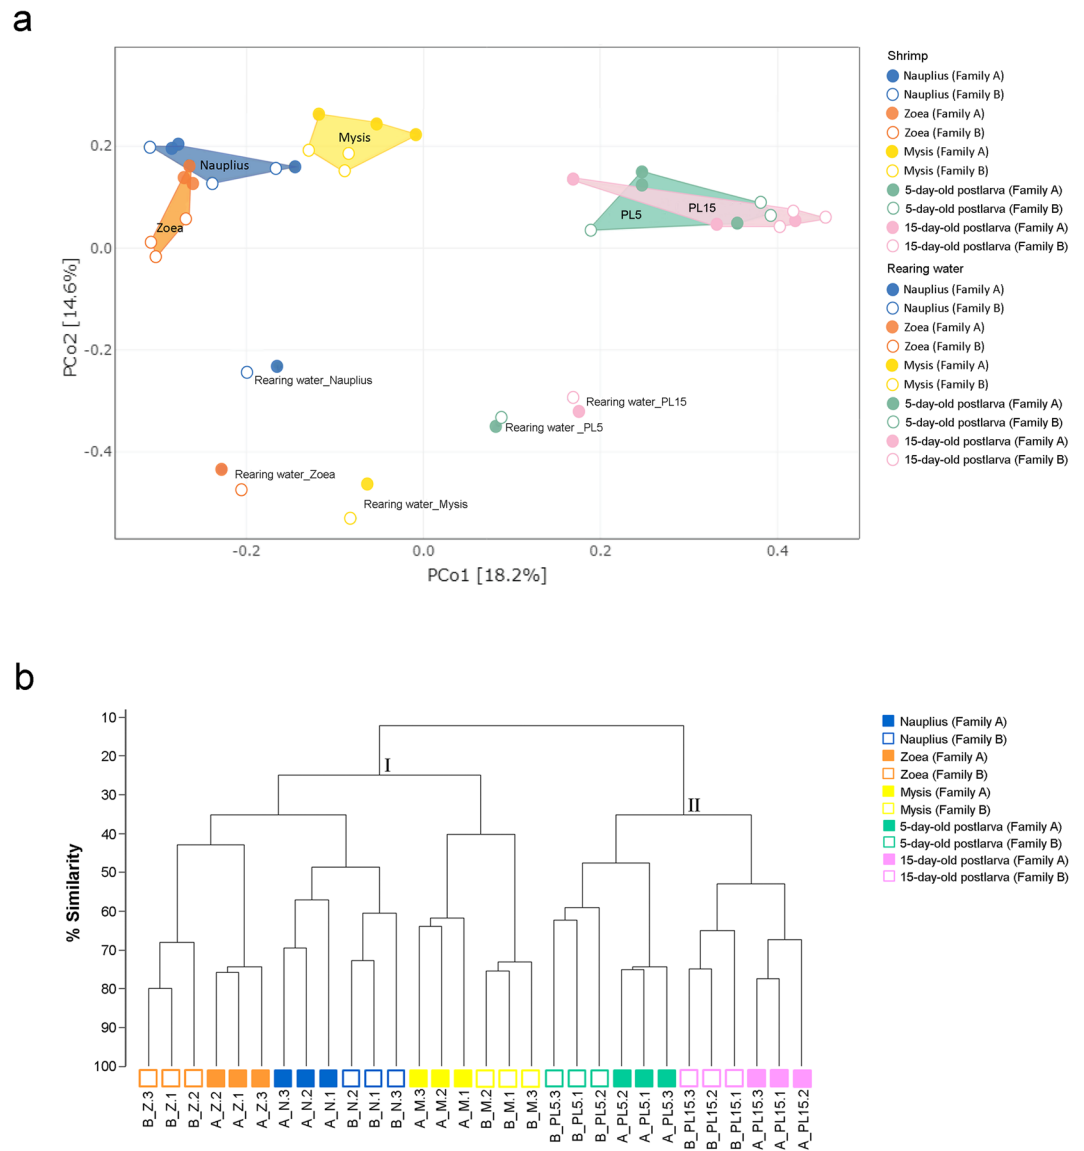 a
Shrimp
Nauplius (Family A)
Nauplius (Family B)
Zoea (Family A)
Zoea (Family B)
Mysis (Family A)
Mysis (Family B)
5-day-old postlarva (Family A)
5-day-old postlarva (Family B)
15-day-old postlarva (Family A)
15-day-old postlarva (Family B)
Rearing water
Nauplius (Family A)
Nauplius (Family B)
Zoea (Family A)
Zoea (Family B)
Mysis (Family A)
Mysis (Family B)
5-day-old postlarva (Family A)
5-day-old postlarva (Family B)
15-day-old postlarva (Family A)
15-day-old postlarva (Family B)
PCo2 [14.6%]
0.2
0.0
-0.2
-0.4
Mysis
Nauplius
Zoea
PL5
PL15
Rearing water_Nauplius
Rearing water_PL15
Rearing water _PL5
Rearing water_Zoea
Rearing water_Mysis
-0.2
0.0
0.2
0.4
PCo1 [18.2%]
b
% Similarity
10
20
30
40
50
60
70
80
90
100
I
II
Nauplius (Family A)
Nauplius (Family B)
Zoea (Family A)
Zoea (Family B)
Mysis (Family A)
Mysis (Family B)
5-day-old postlarva (Family A)
5-day-old postlarva (Family B)
15-day-old postlarva (Family A)
15-day-old postlarva (Family B)
B_Z.3
B_Z.1
B_Z.2
A_Z.2
A_Z.1
A_Z.3
A_N.3
A_N.2
A_N.1
B_N.2
B_N.1
B_N.3
A_M.3
A_M.2
A_M.1
B_M.2
B_M.1
B_M.3
B_PL5.3
B_PL5.1
B_PL5.2
A_PL5.2
A_PL5.1
A_PL5.3
B_PL15.3
B_PL15.2
B_PL15.1
A_PL15.3
A_PL15.1
A_PL15.2